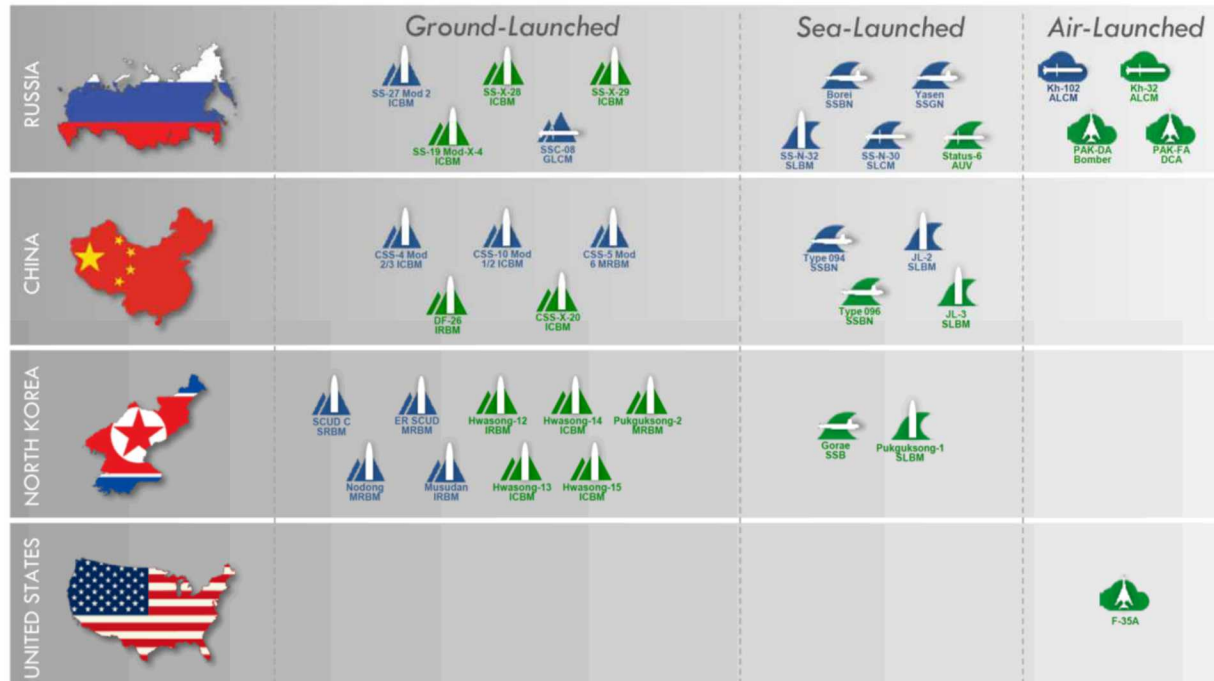 Ground-Launched
Sea-Launched
Air-Launched
RUSSIA
SS-27 Mod 2
ICBM
SS-X-28
ICBM
SS-X-29
ICBM
SS-19 Mod-X-4
ICBM
SSC-08
GLCM
Borei
SSBN
Yasen
SSGN
SS-N-32
SLBM
SS-N-30
SLCM
Status-6
AUV
Kh-102
ALCM
Kh-32
ALCM
PAK-DA
Bomber
PAK-FA
DCA
CHINA
CSS-4 Mod
2/3 ICBM
CSS-10 Mod
1/2 ICBM
CSS-5 Mod
6 MRBM
DF-26
IRBM
CSS-X-20
ICBM
Type 094
SSBN
JL-2
SLBM
Type 096
SSBN
JL-3
SLBM
NORTH KOREA
SCUD C
SRBM
ER SCUD
MRBM
Hwasong-12
IRBM
Hwasong-14
ICBM
Pukguksong-2
MRBM
Nodong
MRBM
Musudan
IRBM
Hwasong-13
ICBM
Hwasong-15
ICBM
Gorae
SSB
Pukguksong-1
SLBM
UNITED STATES
F-35A